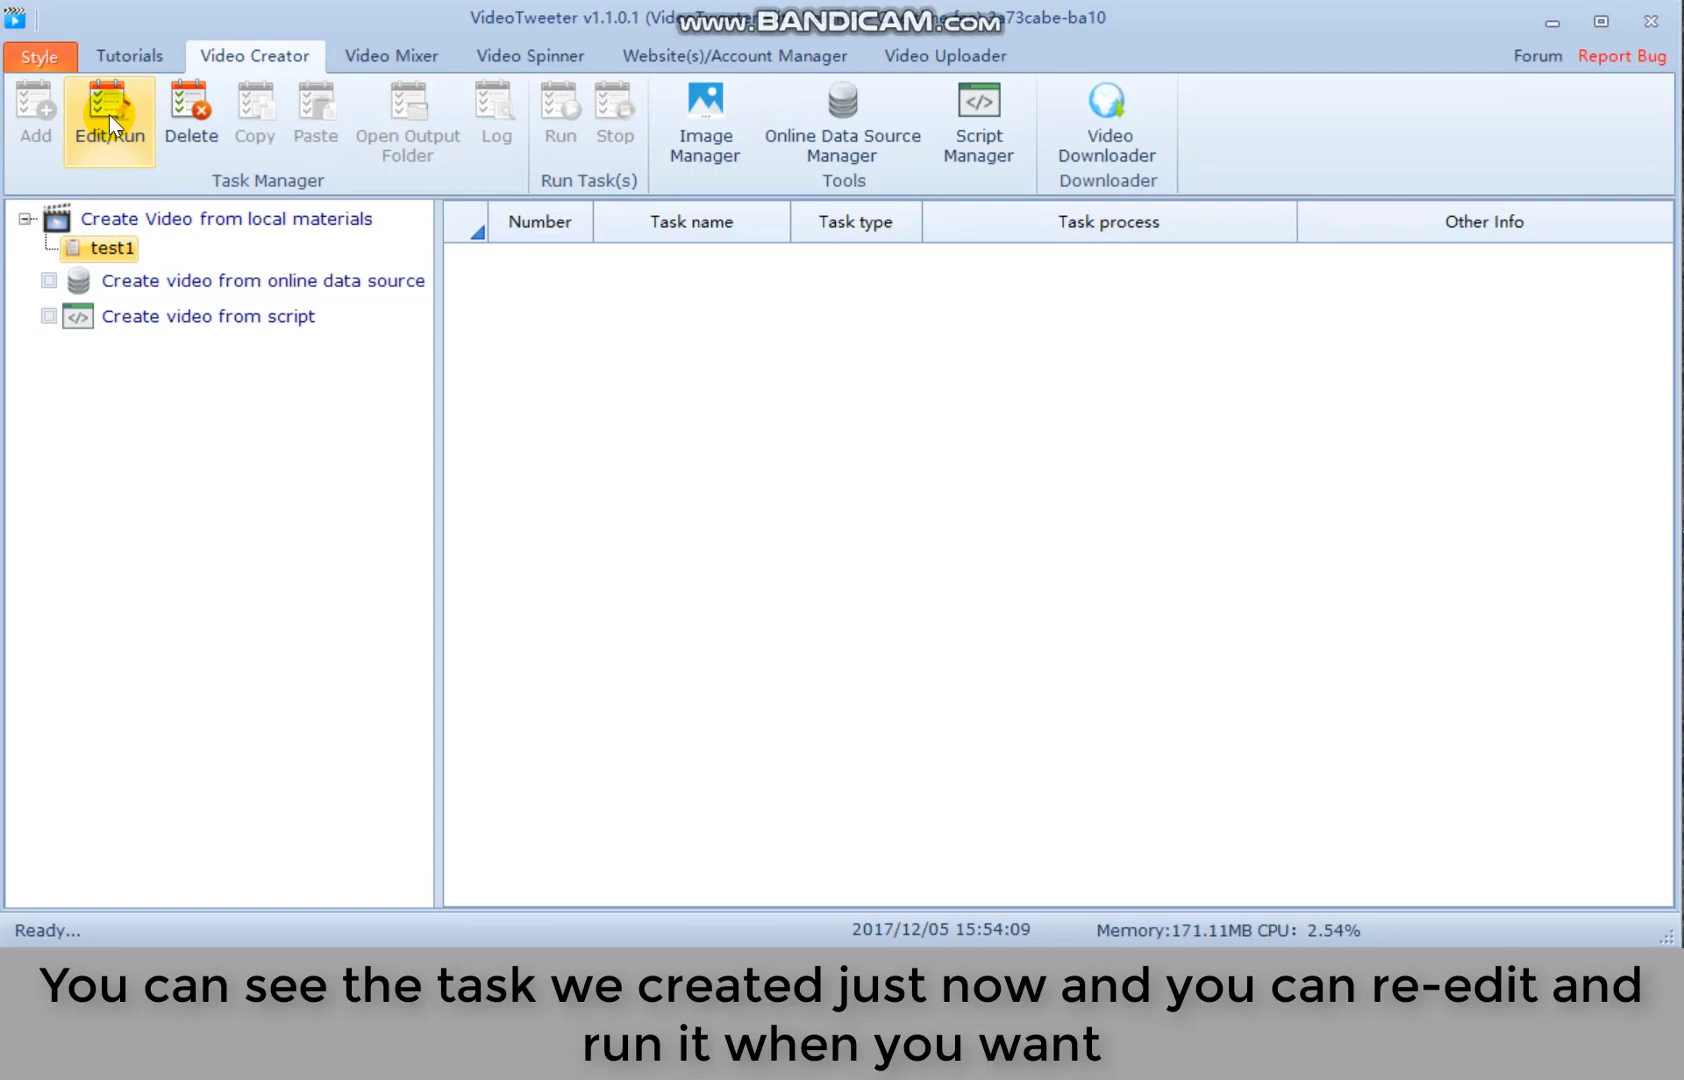 VideoTweeter v1.1.0.1 73cabe-ba10
www.BANDICAM.com
Style Tutorials Video Creator Video Mixer Video Spinner Website(s)/Account Manager Video Uploader Forum Report Bug
Add Edit/Run Delete Copy Paste Open Output Folder Log Run Stop Image Manager Online Data Source Manager Script Manager Video Downloader
Task Manager Run Task(s) Tools Downloader
Create Video from local materials
test1
Create video from online data source
Create video from script
Number Task name Task type Task process Other Info
Ready... 2017/12/05 15:54:09 Memory:171.11MB CPU: 2.54%
You can see the task we created just now and you can re-edit and
run it when you want